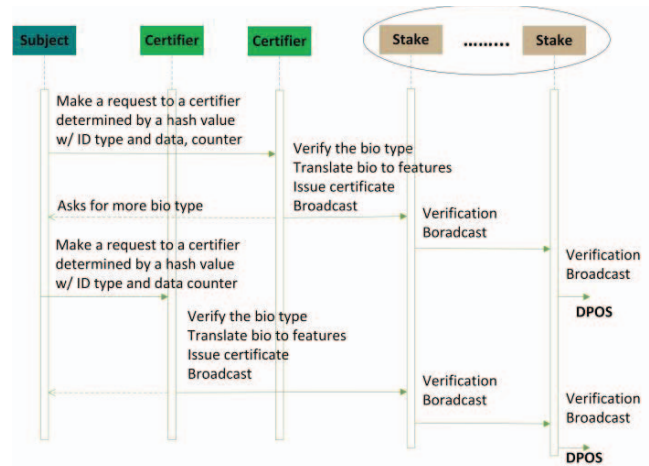 Subject
Certifier
Certifier
Stake
.........
Stake
Make a request to a certifier
determined by a hash value
w/ ID type and data, counter
Verify the bio type
Translate bio to features
Issue certificate
Broadcast
Asks for more bio type
Verification
Boradcast
Verification
Broadcast
DPOS
Make a request to a certifier
determined by a hash value
w/ ID type and data counter
Verify the bio type
Translate bio to features
Issue certificate
Broadcast
Verification
Boradcast
Verification
Broadcast
DPOS